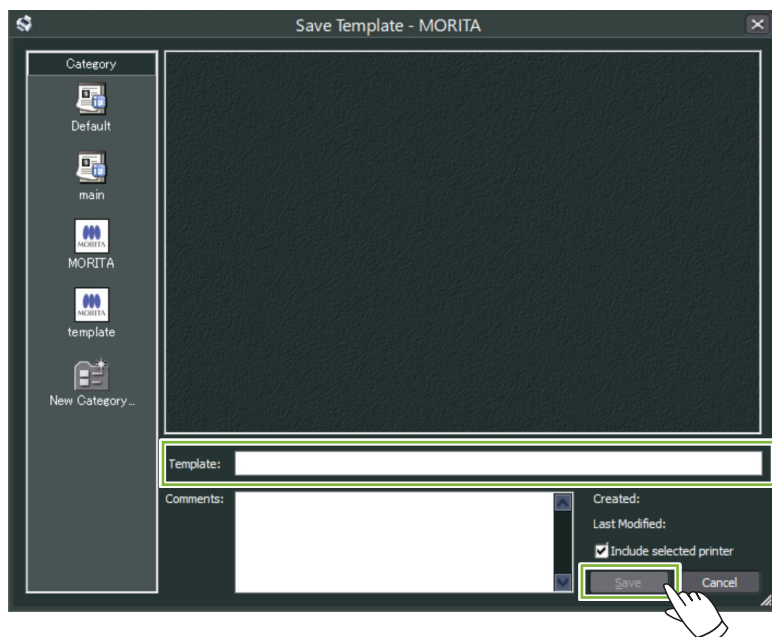 Save Template - MORITA
Category
Default
main
MORITA
MORITA
MORITA
template
New Category...
Template:
Comments:
Created:
Last Modified:
Include selected printer
Save
Cancel